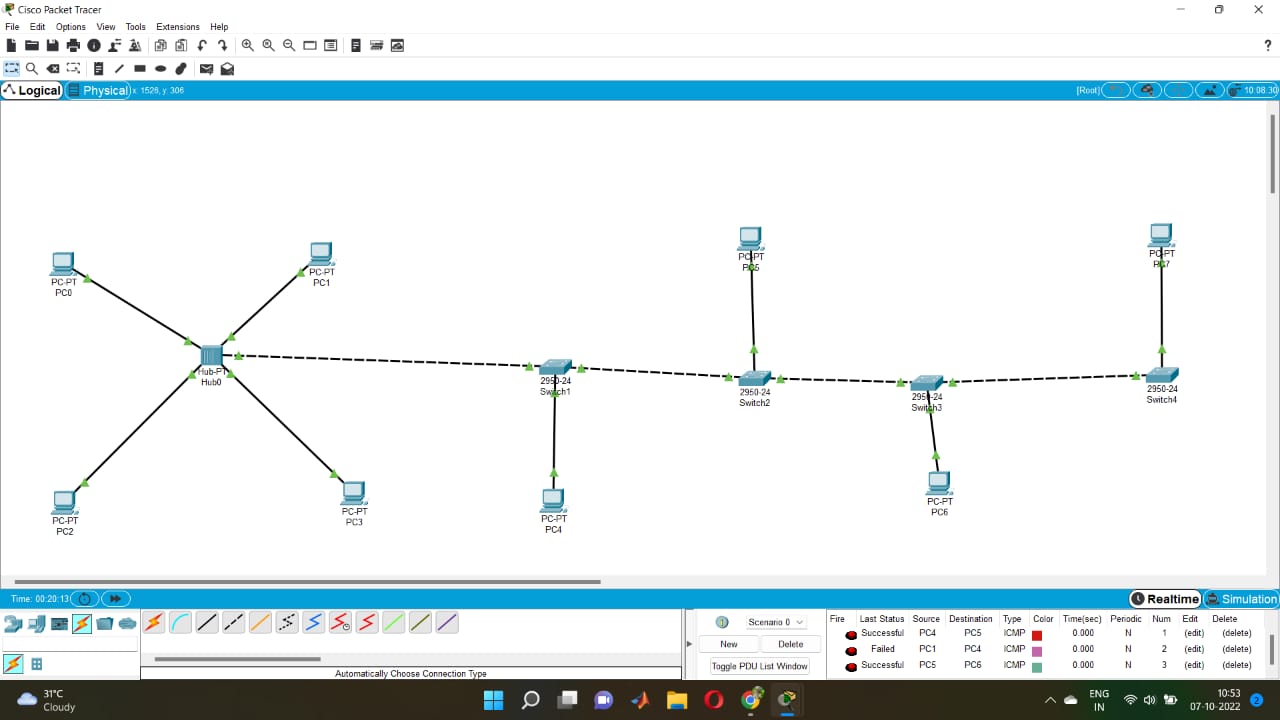 Cisco Packet Tracer
File Edit Options View Tools Extensions Help
?
Logical Physical x: 1526, y: 306 [Root] 10:08:30
PC-PT
PC0
PC-PT
PC1
Hub-PT
Hub0
PC-PT
PC2
PC-PT
PC3
2950-24
Switch1
PC-PT
PC4
PC-PT
PC5
2950-24
Switch2
2950-24
Switch3
PC-PT
PC6
PC-PT
PC7
2950-24
Switch4
Time: 00:20:13 Realtime Simulation
Automatically Choose Connection Type
Scenario 0
New Delete
Toggle PDU List Window
Fire Last Status Source Destination Type Color Time(sec) Periodic Num Edit Delete
Successful PC4 PC5 ICMP 0.000 N 1 (edit) (delete)
Failed PC1 PC4 ICMP 0.000 N 2 (edit) (delete)
Successful PC5 PC6 ICMP 0.000 N 3 (edit) (delete)
31°C
Cloudy
ENG
IN
10:53
07-10-2022
2